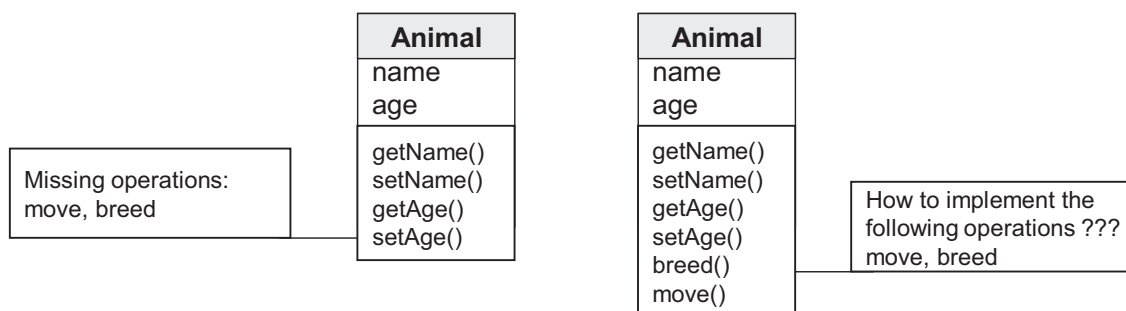 Animal
name
age
getName()
setName()
getAge()
setAge()
Missing operations:
move, breed
Animal
name
age
getName()
setName()
getAge()
setAge()
breed()
move()
How to implement the
following operations ???
move, breed